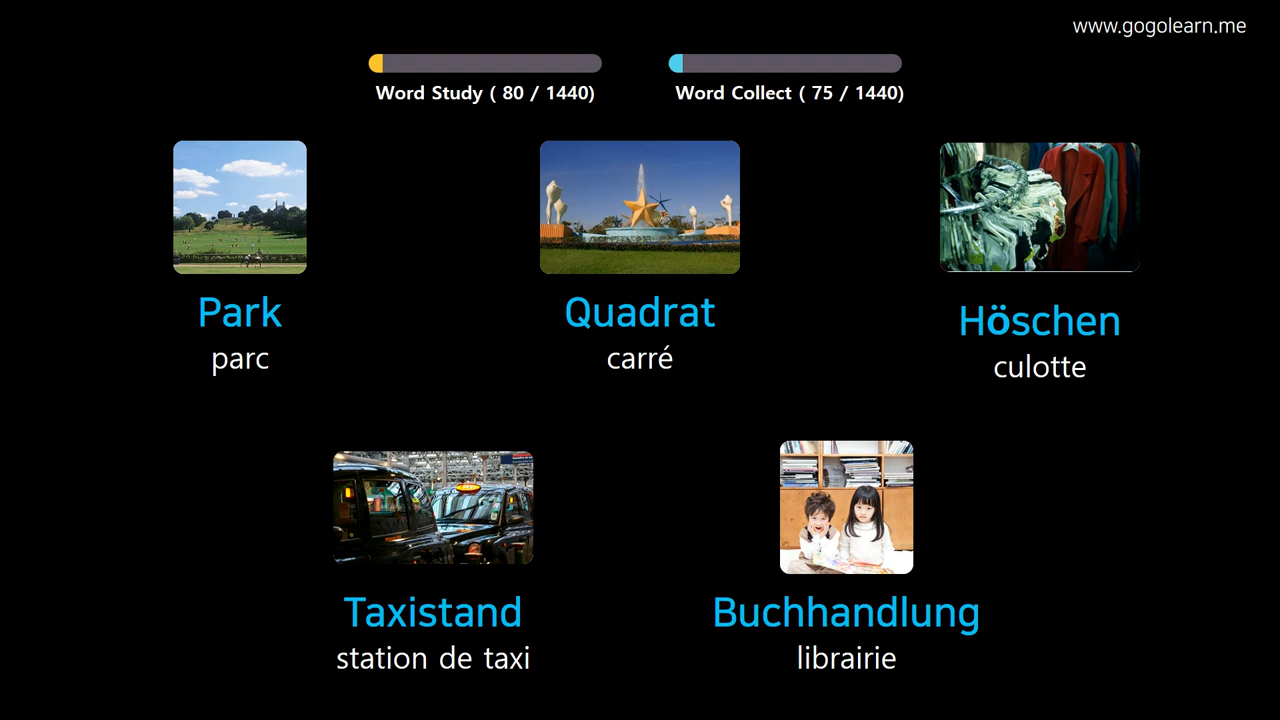 www.gogolearn.me
Word Study ( 80 / 1440)
Word Collect ( 75 / 1440)
Park
parc
Quadrat
carré
Höschen
culotte
Taxistand
station de taxi
Buchhandlung
librairie